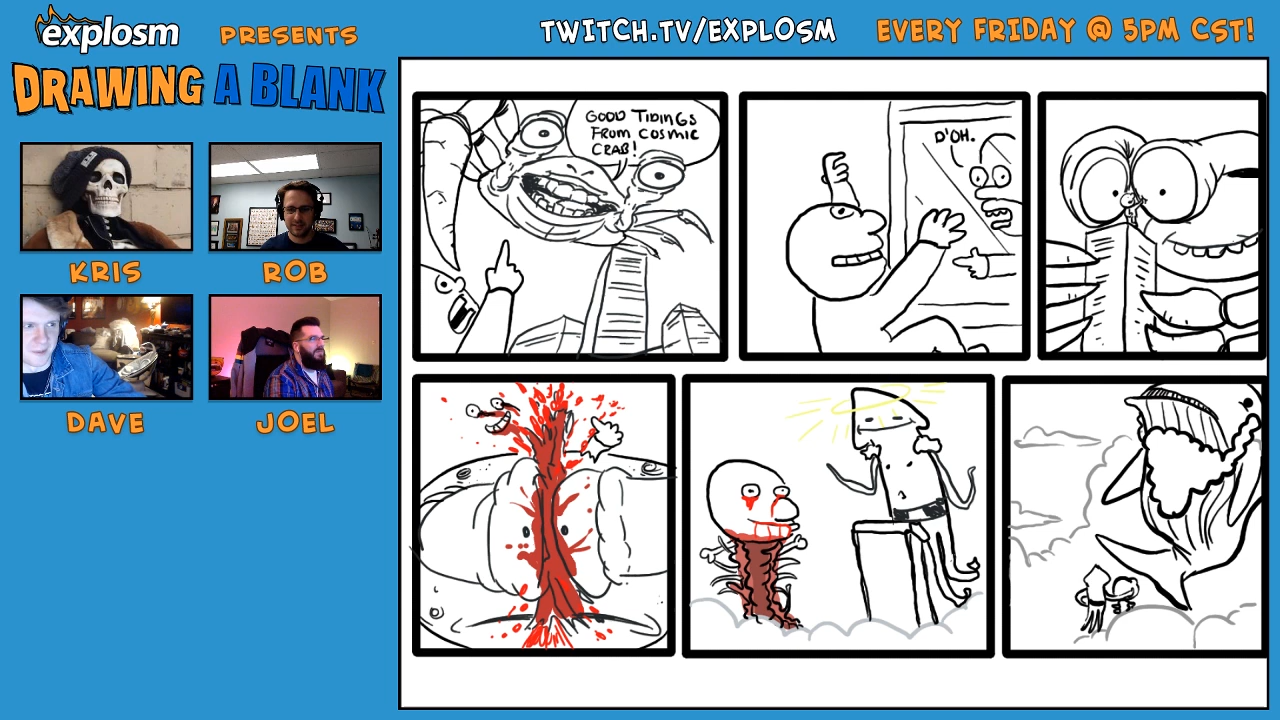 explosm PRESENTS
DRAWING A BLANK
TWITCH.TV/EXPLOSM EVERY FRIDAY @ 5PM CST!
KRIS ROB
DAVE JOEL
GOOD TIDINGS
FROM COSMIC
CRAB!
D'OH.